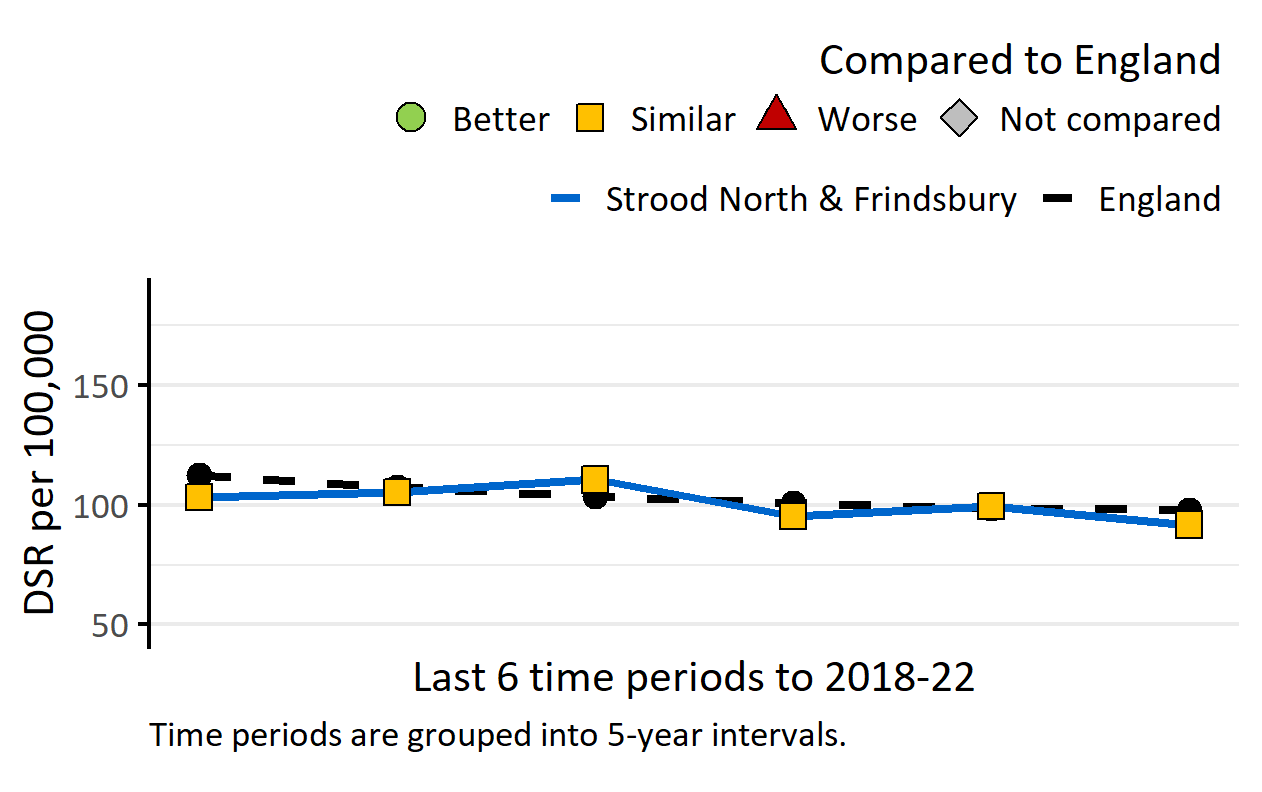 Compared to England
Better Similar Worse Not compared
Strood North & Frindsbury England
DSR per 100,000
150
100
50
Last 6 time periods to 2018-22
Time periods are grouped into 5-year intervals.